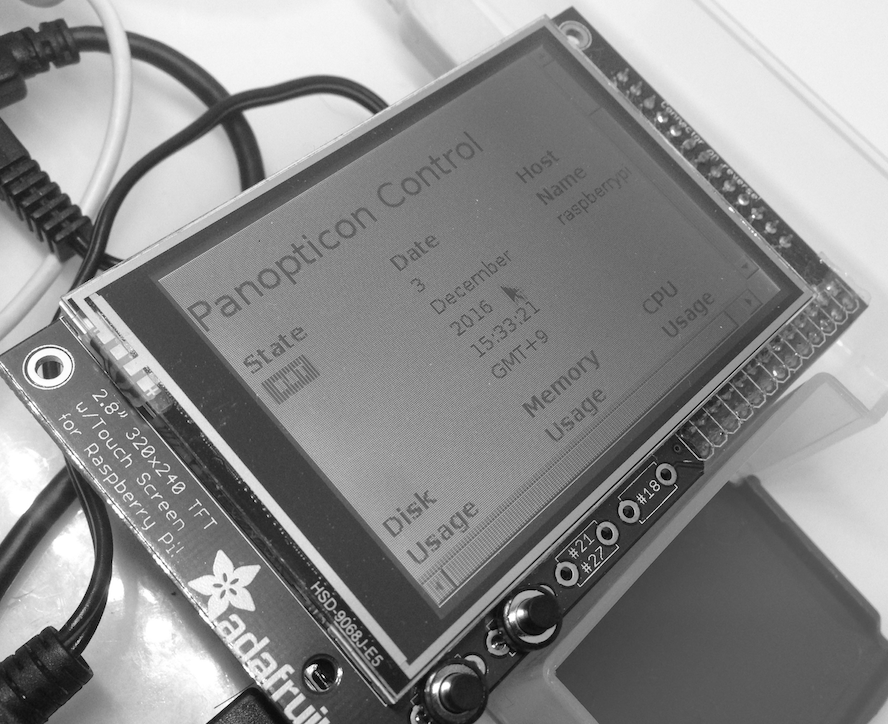 Panopticon Control
State
Date
3
December
2016
15:33:21
GMT+9
Host
Name
raspberrypi
Disk
Usage
Memory
Usage
CPU
Usage
2.8" 320x240 TFT
w/Touch Screen
for Raspberry Pi!
adafruit
HSD-9068J-E5
#21
#27
#18